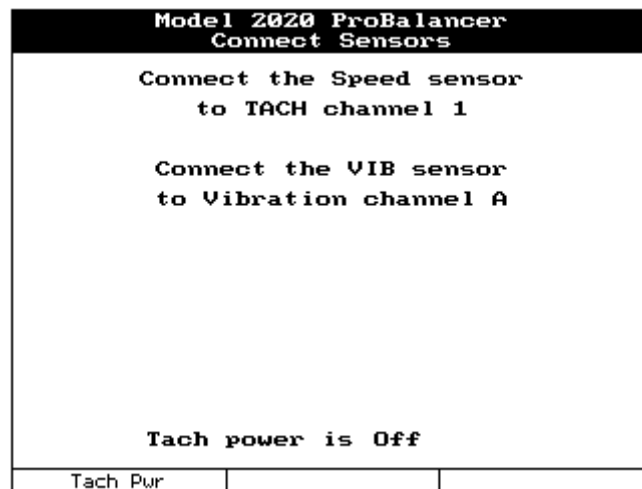 Model 2020 ProBalancer
Connect Sensors
Connect the Speed sensor
to TACH channel 1
Connect the VIB sensor
to Vibration channel A
Tach power is Off
Tach Pwr